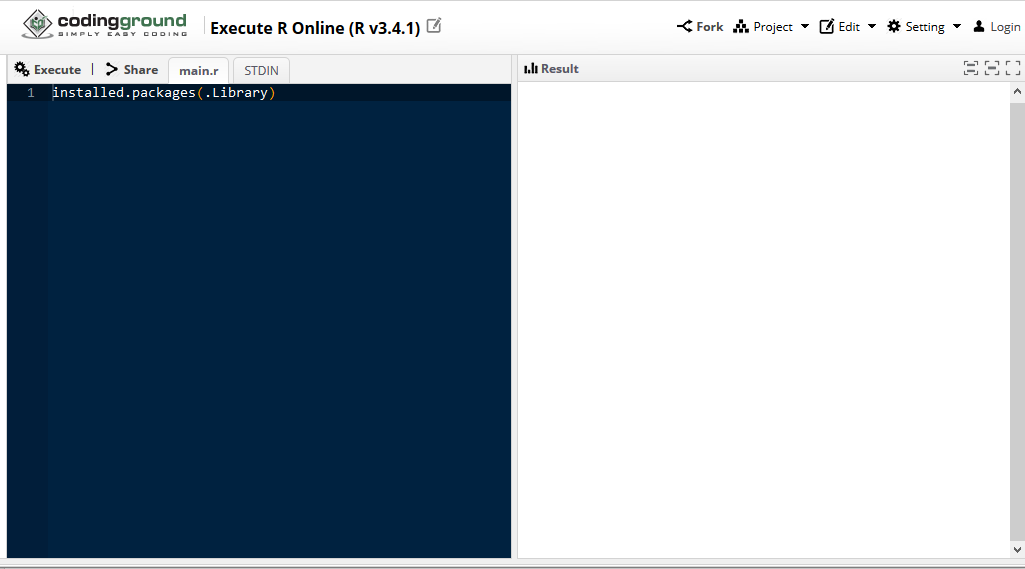 codingground
SIMPLY EASY CODING
Execute R Online (R v3.4.1)
Fork Project Edit Setting Login
Execute | Share main.r STDIN
Result
1 installed.packages(.Library)